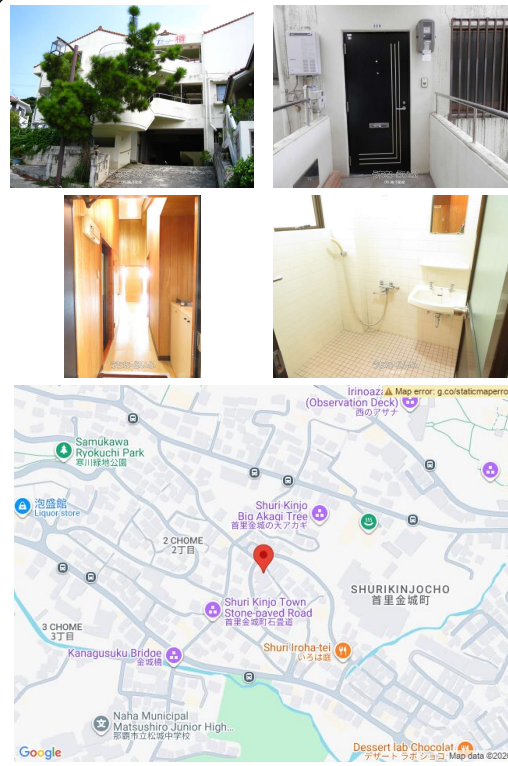 Irinoaza
(Observation Deck)
西のアザナ
Map error: g.co/staticmaperro
Samukawa
Ryokuchi Park
寒川緑地公園
泡盛館
Liquor store
Shuri Kinjo
Big Akagi Tree
首里金城の大アカギ
2 CHOME
2丁目
SHURIKINJOCHO
首里金城町
Shuri Kinjo Town
Stone-paved Road
首里金城町石畳道
3 CHOME
3丁目
Kanagusuku Bridge
金城橋
Shuri Iroha-tei
いろは庭
Naha Municipal
Matsushiro Junior High...
那覇市立松城中学校
Dessert lab Chocolat
デザート ラボ ショコ
Google
Map data ©2026